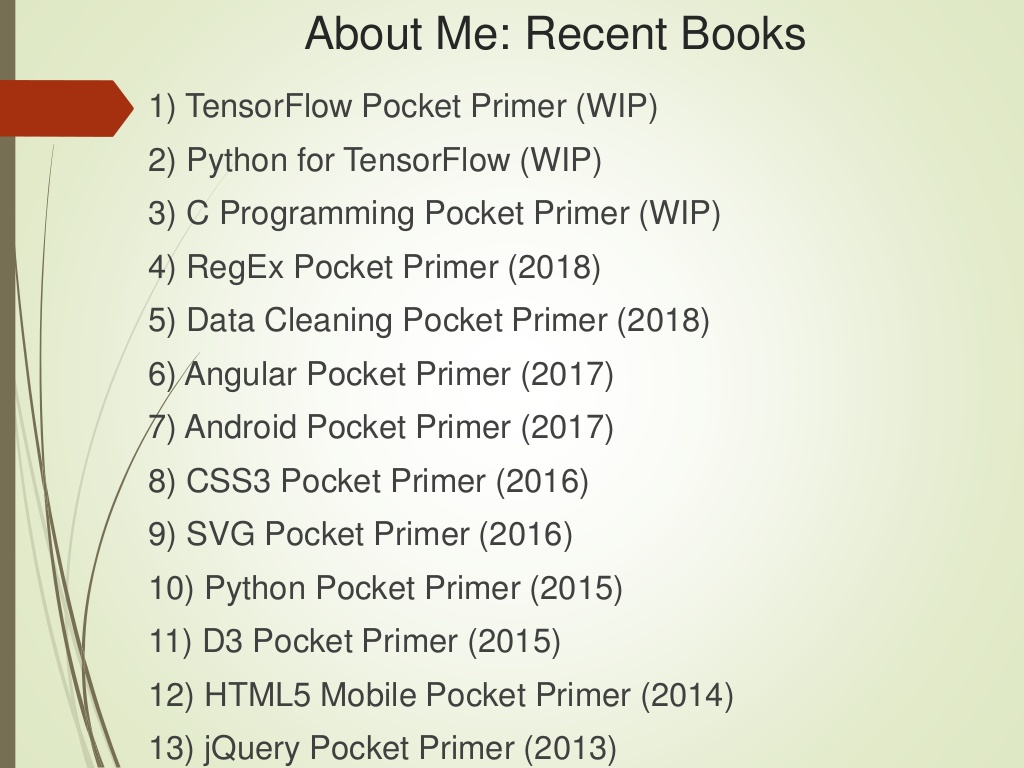 About Me: Recent Books
1) TensorFlow Pocket Primer (WIP)
2) Python for TensorFlow (WIP)
3) C Programming Pocket Primer (WIP)
4) RegEx Pocket Primer (2018)
5) Data Cleaning Pocket Primer (2018)
6) Angular Pocket Primer (2017)
7) Android Pocket Primer (2017)
8) CSS3 Pocket Primer (2016)
9) SVG Pocket Primer (2016)
10) Python Pocket Primer (2015)
11) D3 Pocket Primer (2015)
12) HTML5 Mobile Pocket Primer (2014)
13) jQuery Pocket Primer (2013)